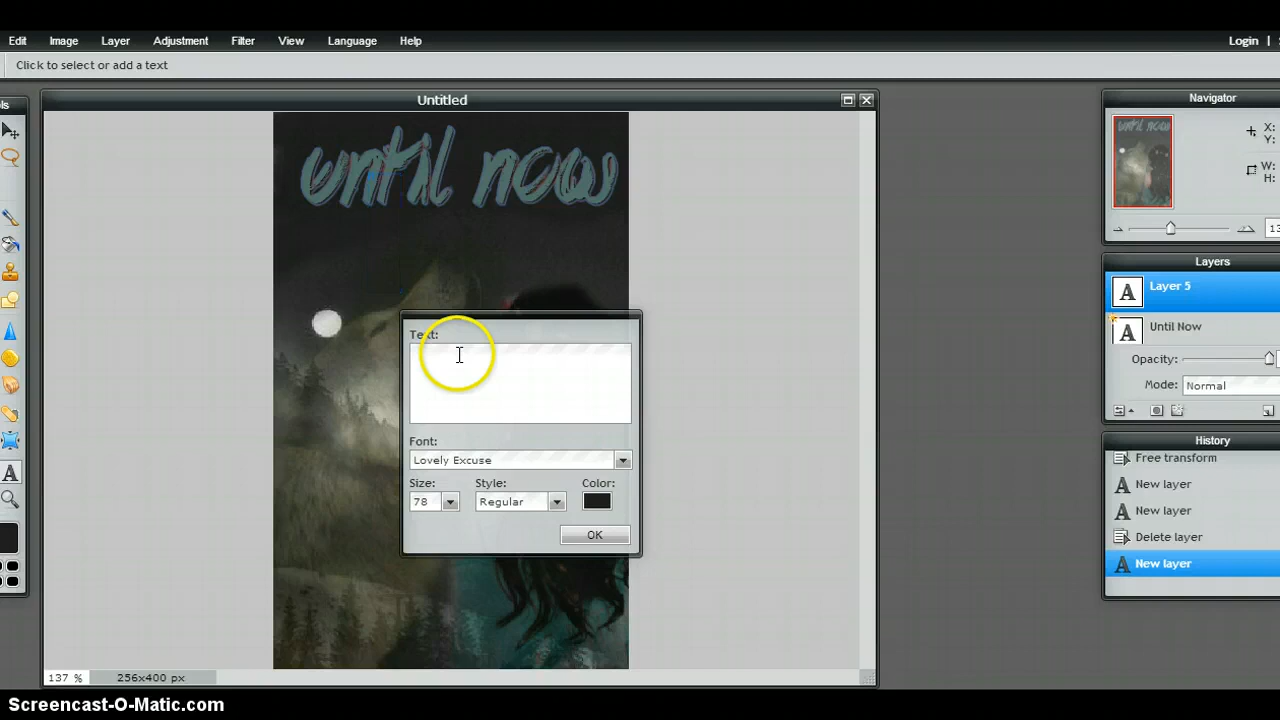 Edit Image Layer Adjustment Filter View Language Help Login |
Click to select or add a text
Untitled
Navigator
X:
Y:
W:
H:
until now
Layers
Layer 5
Until Now
Opacity:
Mode: Normal
Text:
Font:
Lovely Excuse
Size: Style: Color:
78 Regular
OK
History
Free transform
New layer
New layer
Delete layer
New layer
137 % 256x400 px
Screencast-O-Matic.com